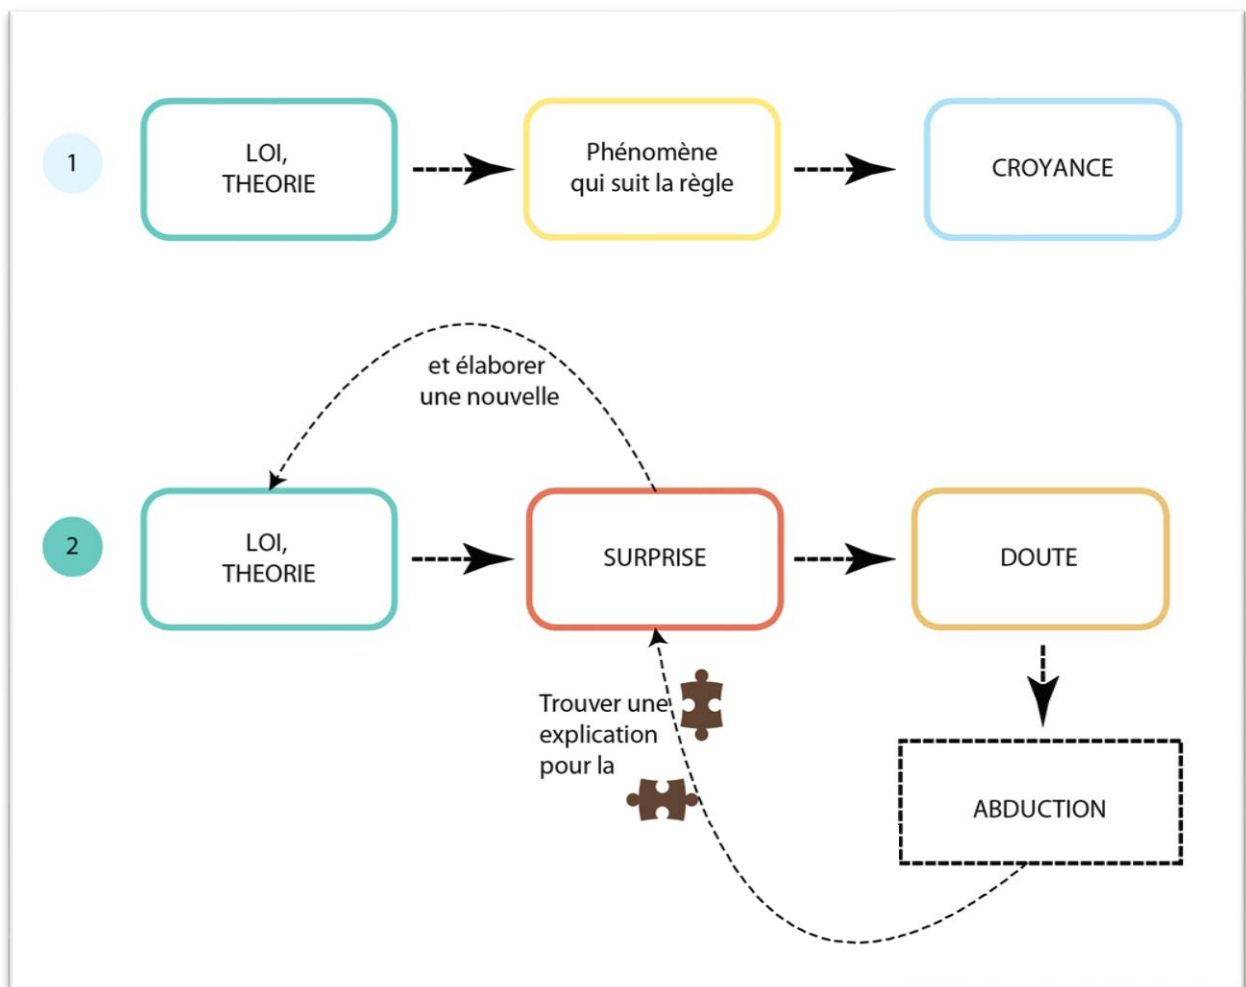 1
LOI,
THEORIE
Phénomène
qui suit la règle
CROYANCE
et élaborer
une nouvelle
2
LOI,
THEORIE
SURPRISE
DOUTE
Trouver une
explication
pour la
ABDUCTION